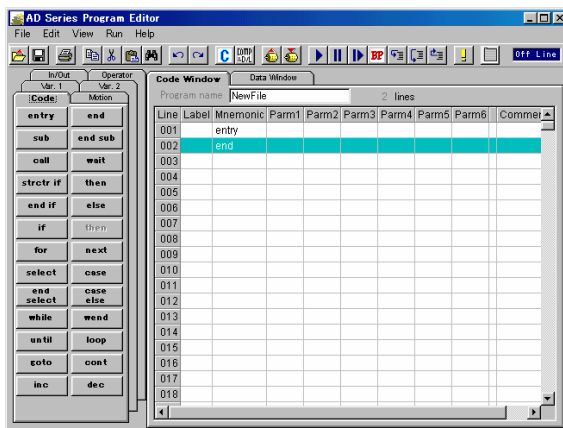 AD Series Program Editor
File Edit View Run Help
C COMP ADVL BP Off Line
In/Out Operator
Var. 1 Var. 2
Code Motion
entry end
sub end sub
call wait
strctr if then
end if else
if then
for next
select case
end select case else
while wend
until loop
goto cont
inc dec
Code Window Data Window
Program name NewFile 2 lines
Line Label Mnemonic Parm1 Parm2 Parm3 Parm4 Parm5 Parm6 Commer
001 entry
002 end
003
004
005
006
007
008
009
010
011
012
013
014
015
016
017
018